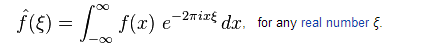 f̂(ξ) = ∫_{-∞}^{∞} f(x) e^{-2πixξ} dx, for any real number ξ.